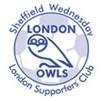 Sheffield Wednesday
LONDON
OWLS
London Supporters Club